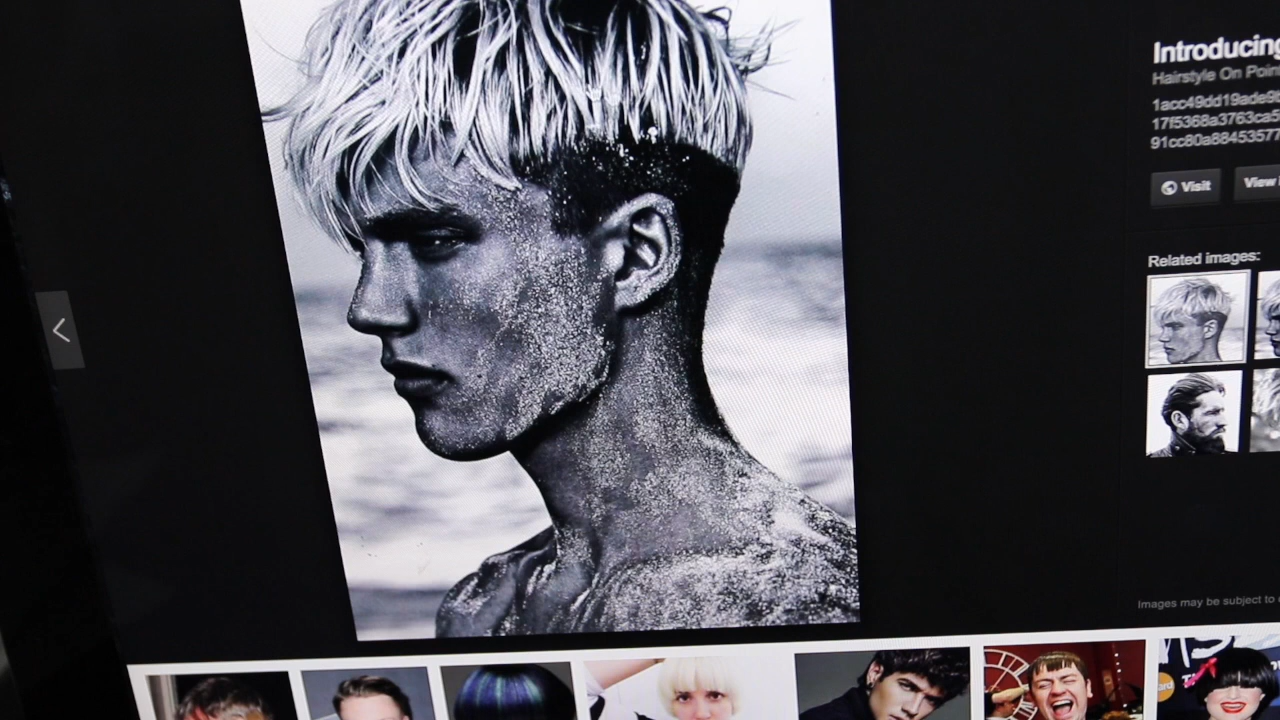 Introducing
Hairstyle On Poin
1acc49dd19ade9
17f5368a3763ca5
91cc80a88453577
Visit
View
Related images:
Images may be subject to